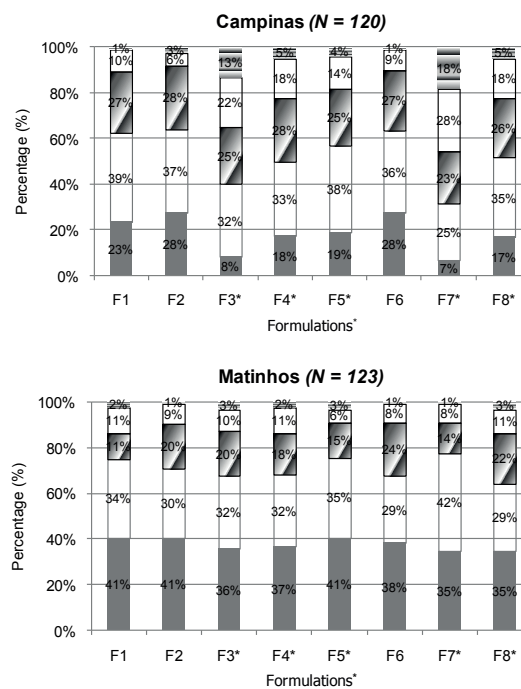 Campinas (N = 120)
Percentage (%)
100%
80%
60%
40%
20%
0%
1% 3% 13% 5% 4% 1% 18% 5%
10% 6% 22% 18% 14% 9% 28% 18%
27% 28% 25% 28% 25% 27% 23% 26%
39% 37% 32% 33% 38% 36% 25% 35%
23% 28% 8% 18% 19% 28% 7% 17%
F1 F2 F3* F4* F5* F6 F7* F8*
Formulations*
Matinhos (N = 123)
Percentage (%)
100%
80%
60%
40%
20%
0%
2% 1% 3% 2% 3% 1% 1% 3%
11% 9% 10% 11% 6% 8% 8% 11%
11% 20% 20% 18% 15% 24% 14% 22%
34% 30% 32% 32% 35% 29% 42% 29%
41% 41% 36% 37% 41% 38% 35% 35%
F1 F2 F3* F4* F5* F6 F7* F8*
Formulations*